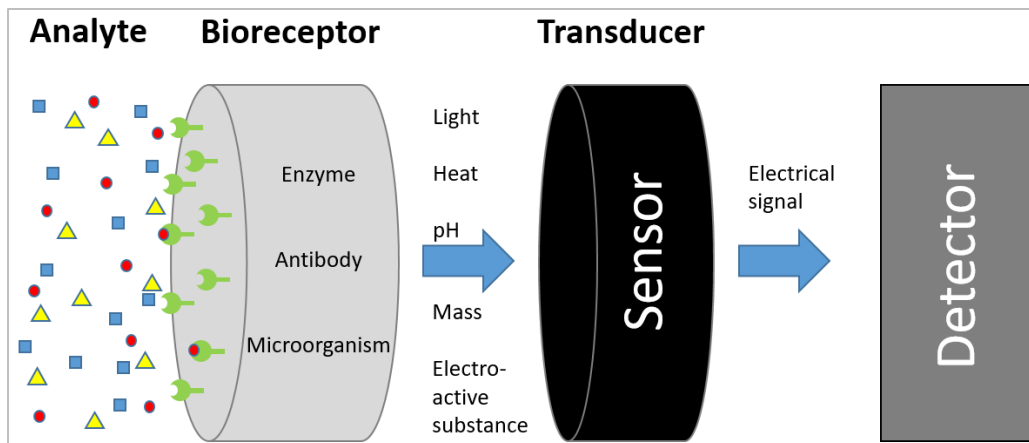 Analyte
Bioreceptor
Transducer
Enzyme
Antibody
Microorganism
Light
Heat
pH
Mass
Electro-
active
substance
Sensor
Electrical
signal
Detector